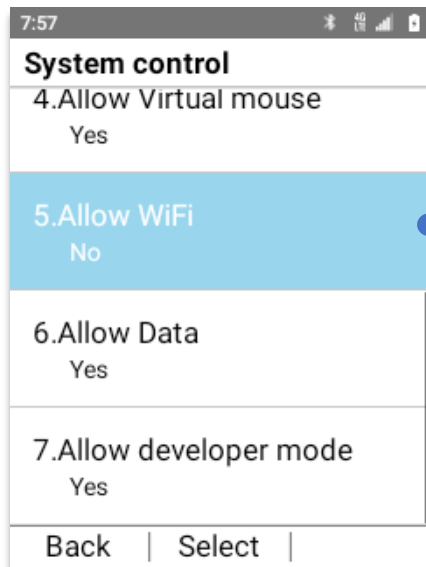 7:57
4G
System control
4.Allow Virtual mouse
Yes
5.Allow WiFi
No
6.Allow Data
Yes
7.Allow developer mode
Yes
Back | Select |